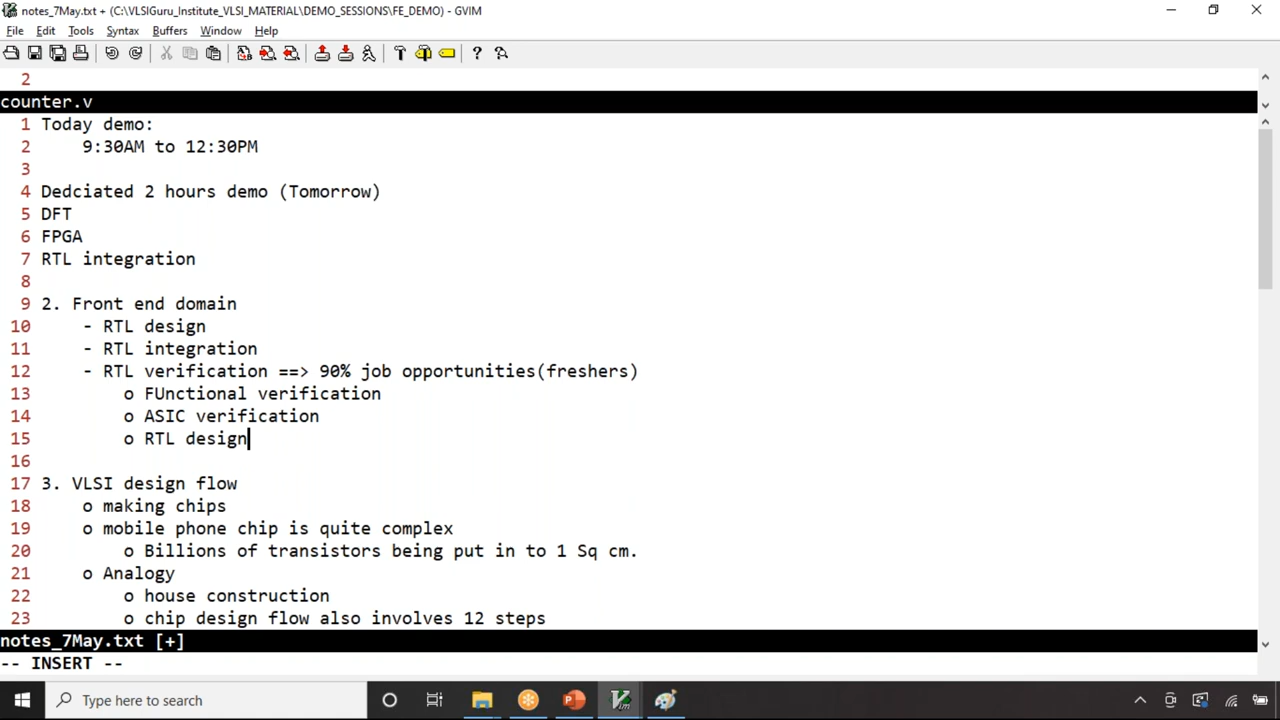 notes_7May.txt + (C:\VLSIGuru_Institute_VLSI_MATERIAL\DEMO_SESSIONS\FE_DEMO) - GVIM
File Edit Tools Syntax Buffers Window Help
2
counter.v
1 Today demo:
2 9:30AM to 12:30PM
3
4 Dedciated 2 hours demo (Tomorrow)
5 DFT
6 FPGA
7 RTL integration
8
9 2. Front end domain
10 - RTL design
11 - RTL integration
12 - RTL verification ==> 90% job opportunities(freshers)
13 o FUnctional verification
14 o ASIC verification
15 o RTL design
16
17 3. VLSI design flow
18 o making chips
19 o mobile phone chip is quite complex
20 o Billions of transistors being put in to 1 Sq cm.
21 o Analogy
22 o house construction
23 o chip design flow also involves 12 steps
notes_7May.txt [+]
-- INSERT --
Type here to search